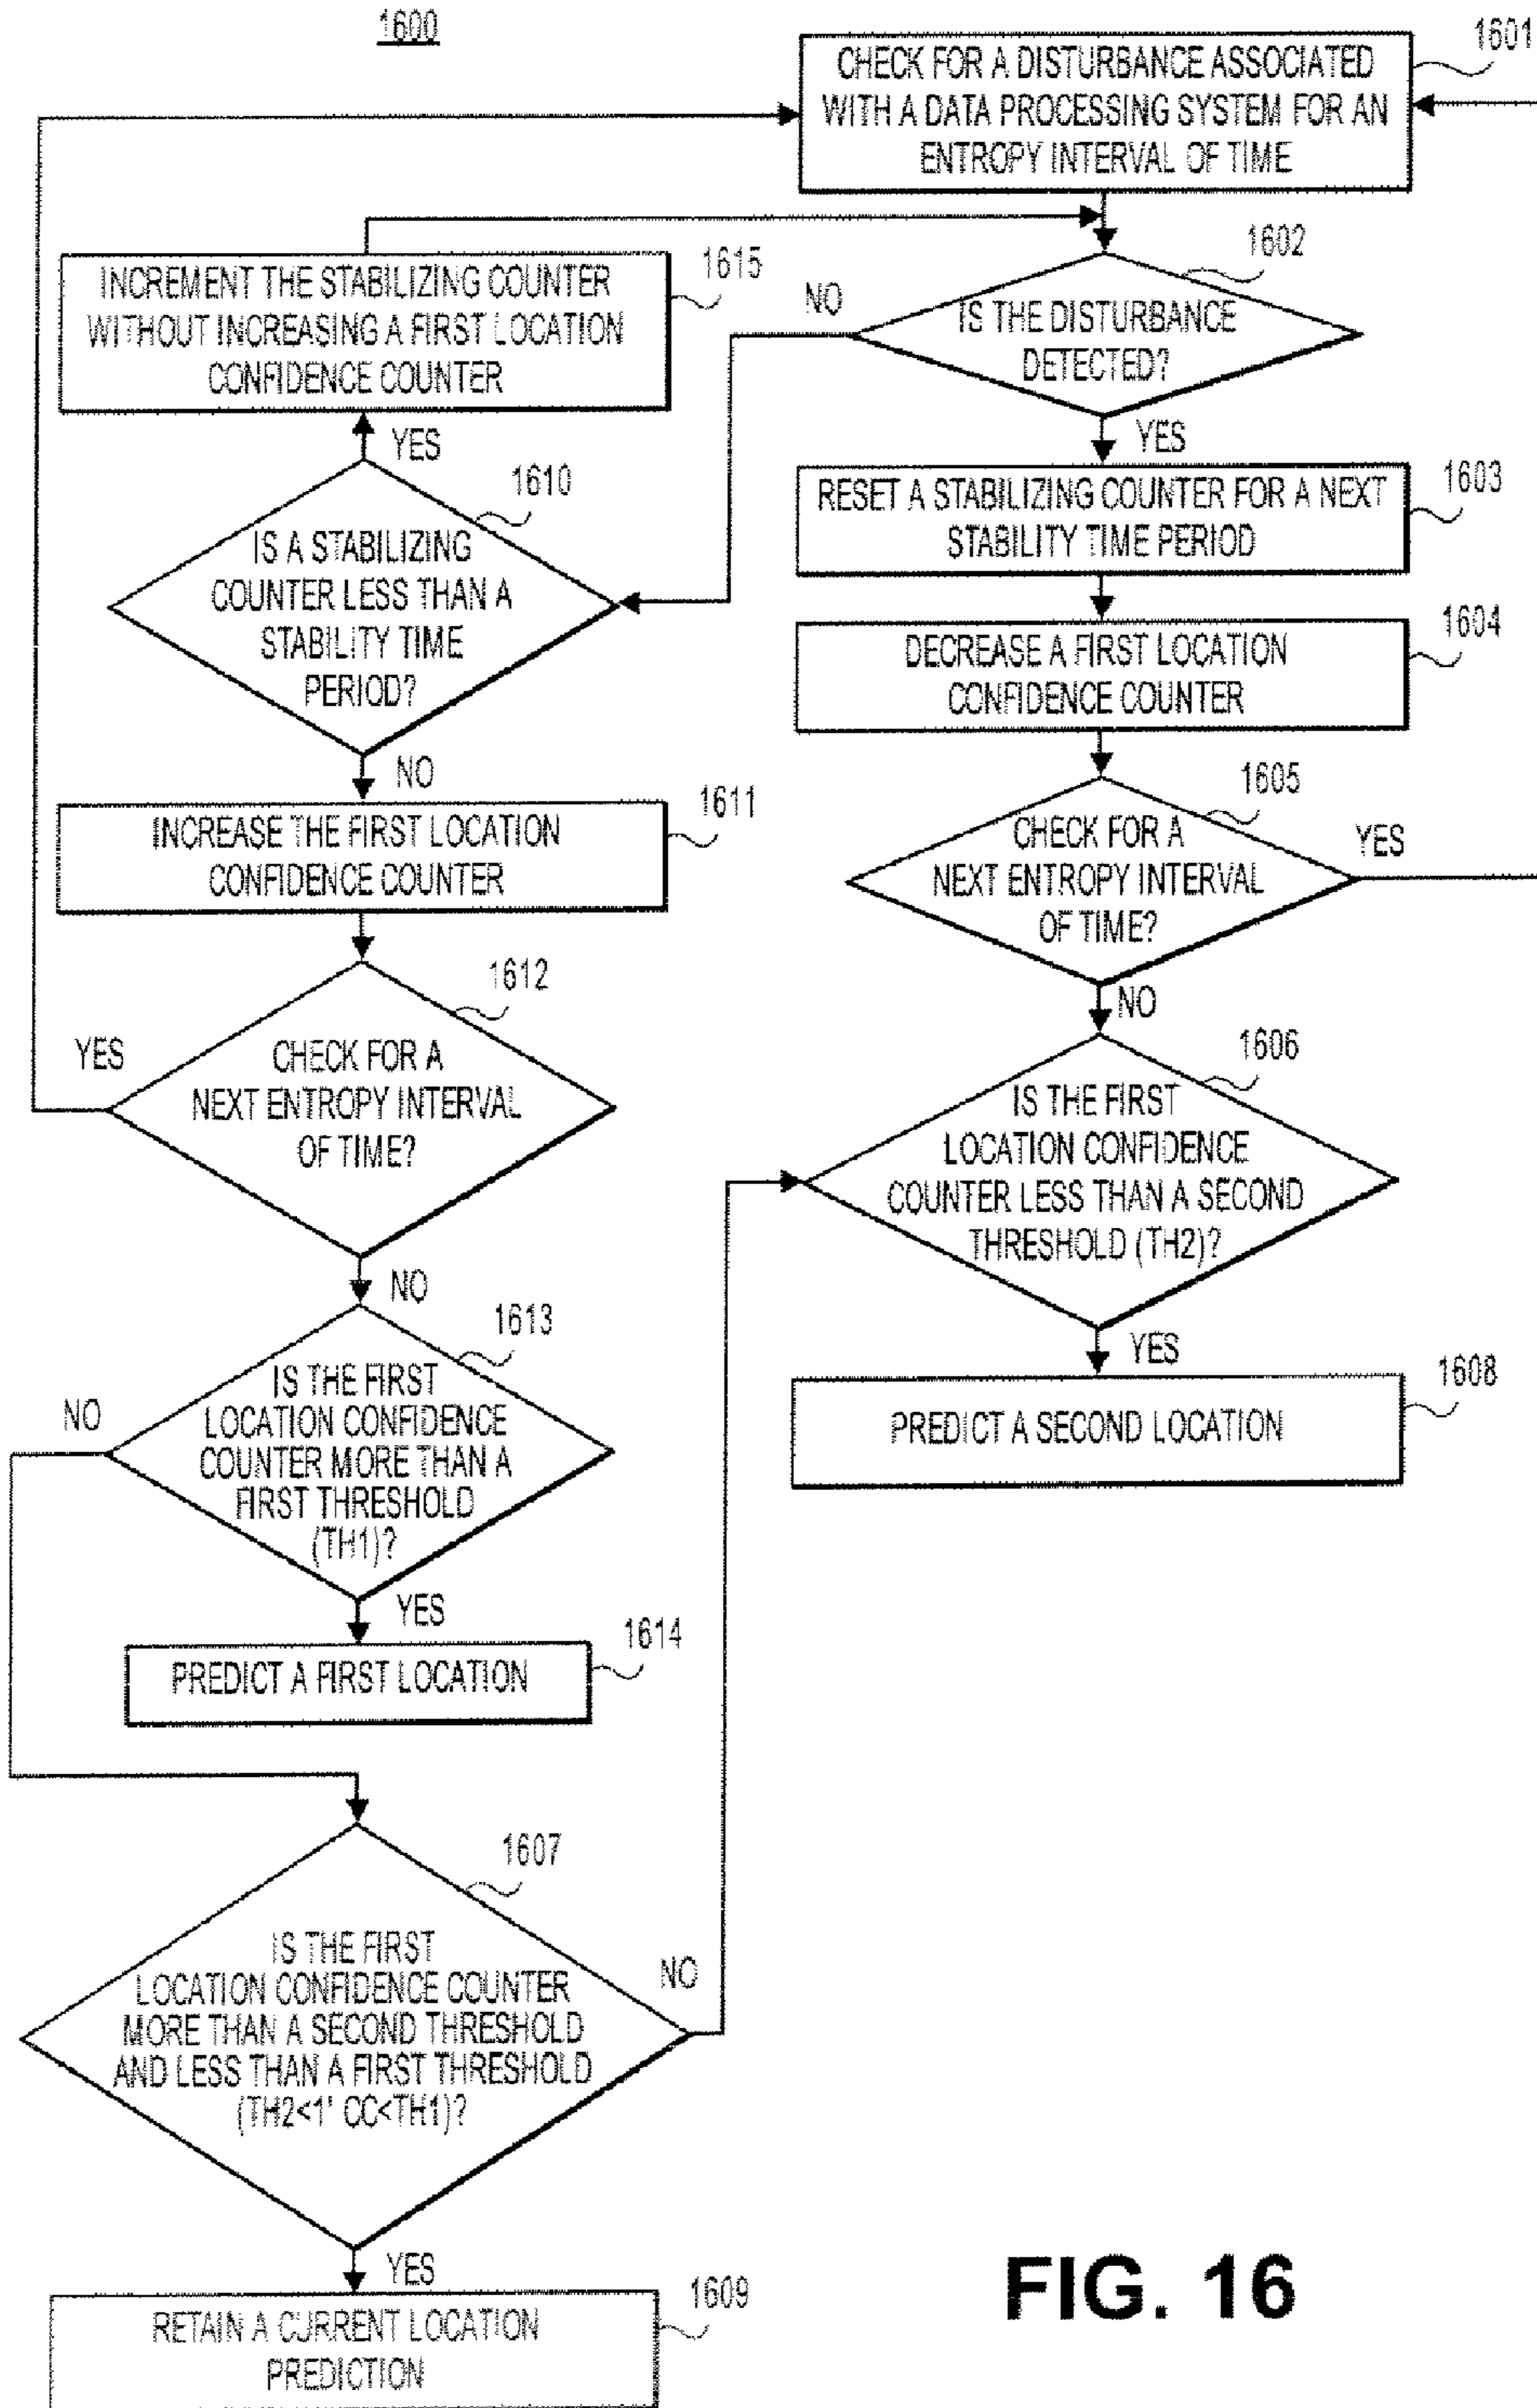 1600
1601
CHECK FOR A DISTURBANCE ASSOCIATED
WITH A DATA PROCESSING SYSTEM FOR AN
ENTROPY INTERVAL OF TIME
1602
IS THE DISTURBANCE
DETECTED?
NO
YES
1615
INCREMENT THE STABILIZING COUNTER
WITHOUT INCREASING A FIRST LOCATION
CONFIDENCE COUNTER
YES
1610
IS A STABILIZING
COUNTER LESS THAN A
STABILITY TIME
PERIOD?
NO
1603
RESET A STABILIZING COUNTER FOR A NEXT
STABILITY TIME PERIOD
1604
DECREASE A FIRST LOCATION
CONFIDENCE COUNTER
1605
CHECK FOR A
NEXT ENTROPY INTERVAL
OF TIME?
YES
NO
1611
INCREASE THE FIRST LOCATION
CONFIDENCE COUNTER
1612
CHECK FOR A
NEXT ENTROPY INTERVAL
OF TIME?
YES
NO
1606
IS THE FIRST
LOCATION CONFIDENCE
COUNTER LESS THAN A SECOND
THRESHOLD (TH2)?
YES
1608
PREDICT A SECOND LOCATION
1613
IS THE FIRST
LOCATION CONFIDENCE
COUNTER MORE THAN A
FIRST THRESHOLD
(TH1)?
NO
YES
1614
PREDICT A FIRST LOCATION
1607
IS THE FIRST
LOCATION CONFIDENCE COUNTER
MORE THAN A SECOND THRESHOLD
AND LESS THAN A FIRST THRESHOLD
(TH2<1' CC<TH1)?
NO
YES
1609
RETAIN A CURRENT LOCATION
PREDICTION
FIG. 16